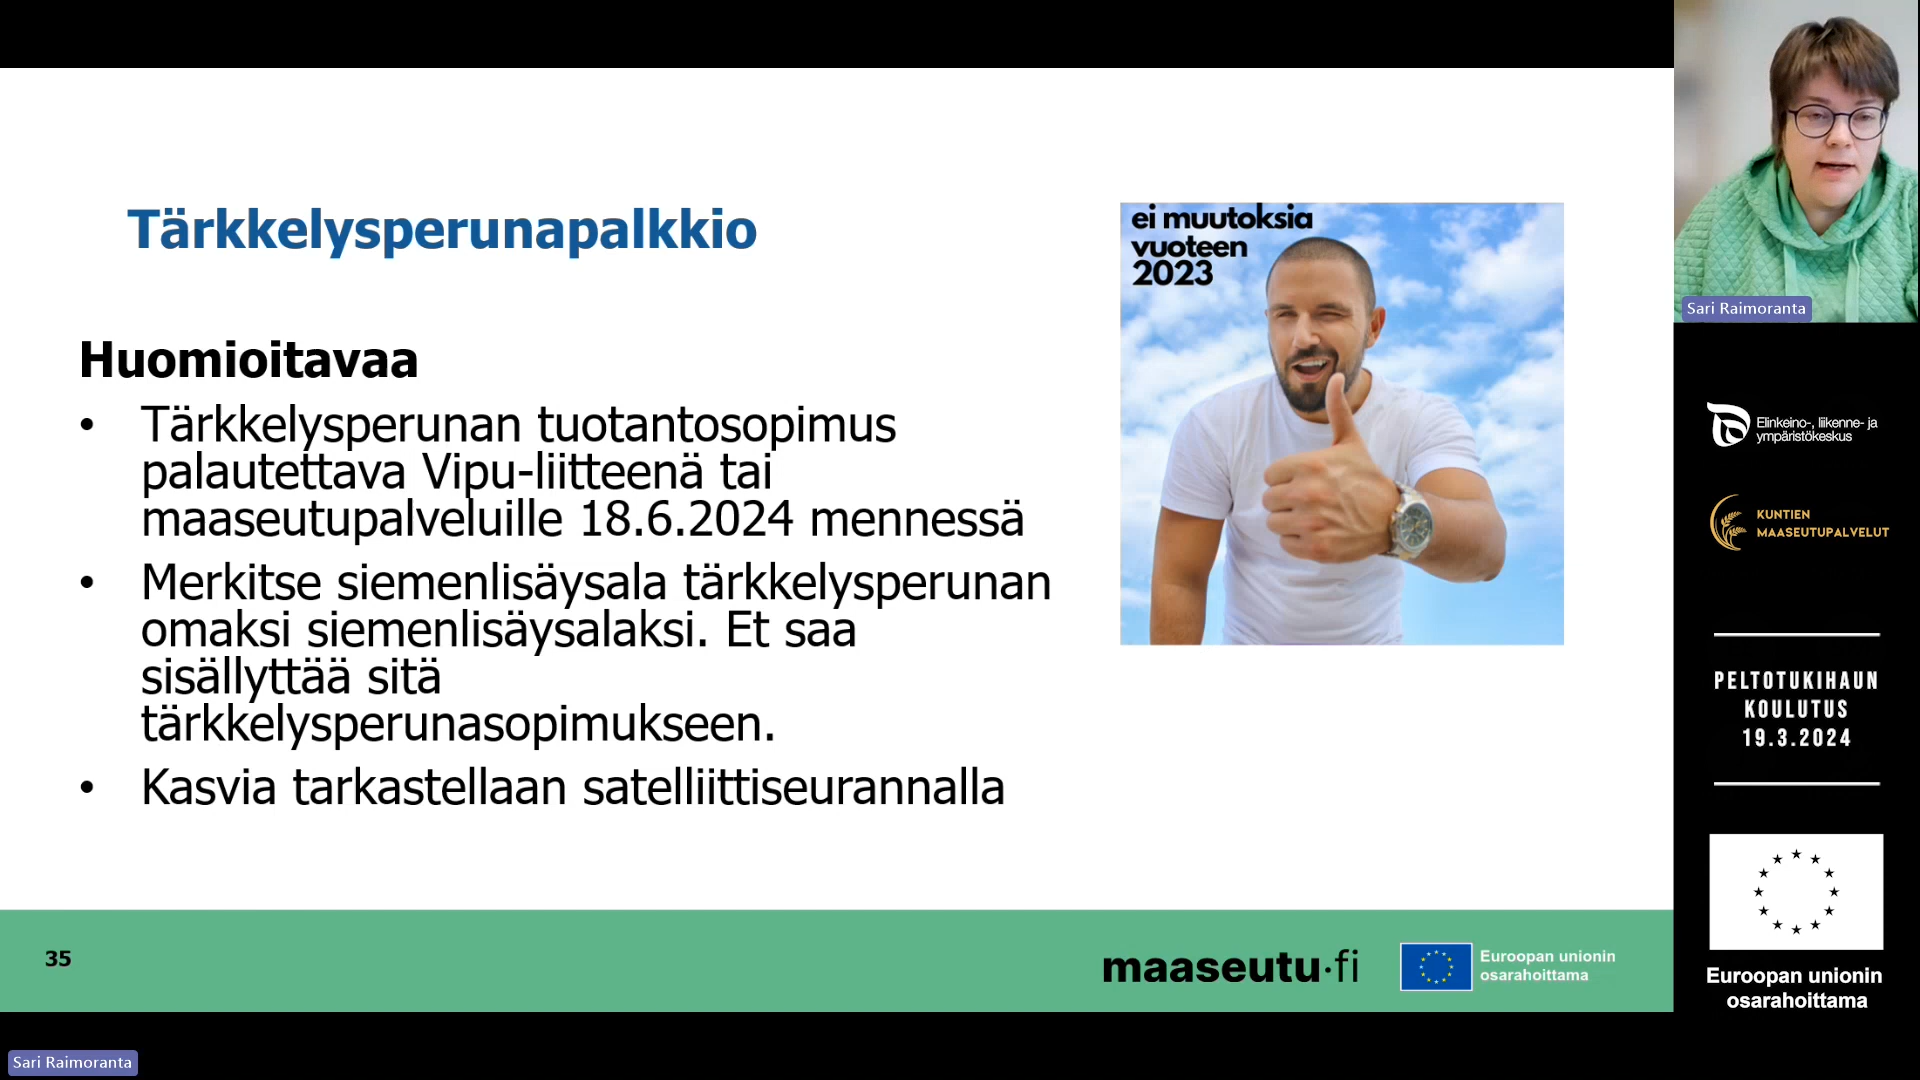 Tärkkelysperunapalkkio
ei muutoksia
vuoteen
2023
Huomioitavaa
• Tärkkelysperunan tuotantosopimus
palautettava Vipu-liitteenä tai
maaseutupalveluille 18.6.2024 mennessä
• Merkitse siemenlisäysala tärkkelysperunan
omaksi siemenlisäysalaksi. Et saa
sisällyttää sitä
tärkkelysperunasopimukseen.
• Kasvia tarkastellaan satelliittiseurannalla
35
maaseutu.fi
Euroopan unionin
osarahoittama
Sari Raimoranta
Elinkeino-, liikenne- ja
ympäristökeskus
KUNTIEN
MAASEUTUPALVELUT
PELTOTUKIHAUN
KOULUTUS
19.3.2024
Euroopan unionin
osarahoittama
Sari Raimoranta